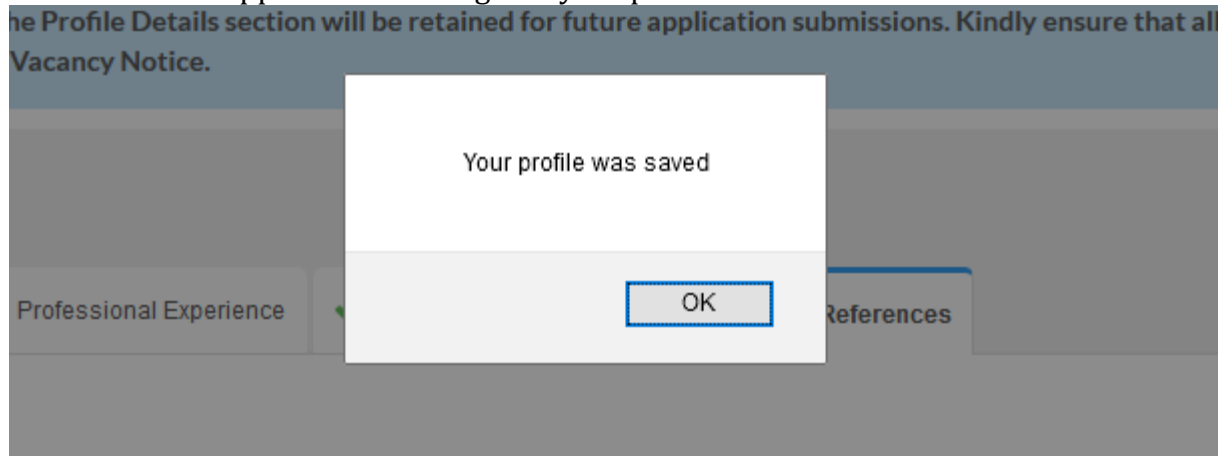 he Profile Details section will be retained for future application submissions. Kindly ensure that all
Vacancy Notice.
Your profile was saved
OK
Professional Experience
References